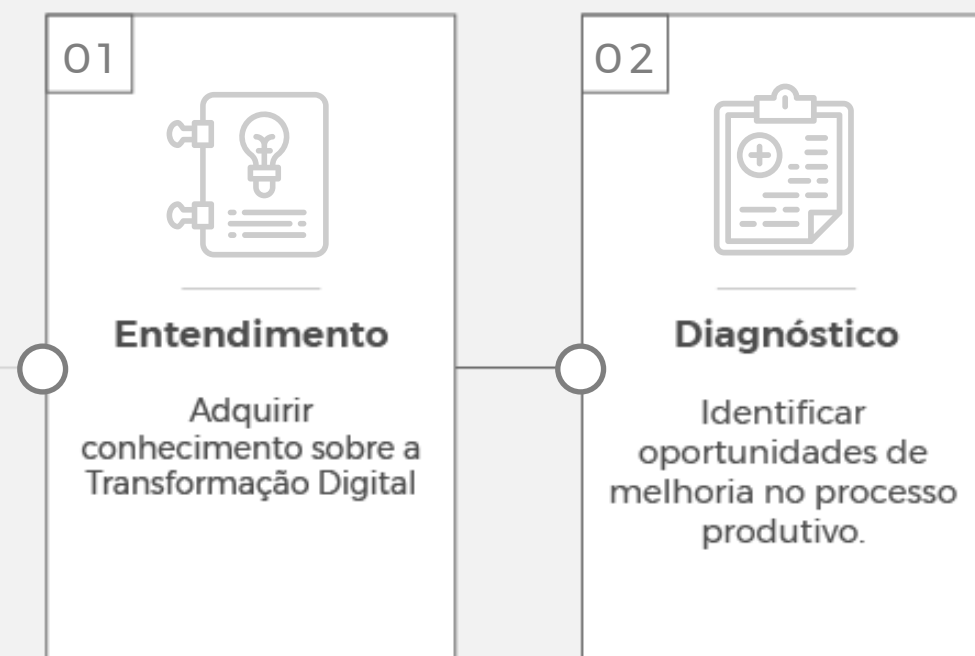 01
Entendimento
Adquirir
conhecimento sobre a
Transformação Digital
02
Diagnóstico
Identificar
oportunidades de
melhoria no processo
produtivo.